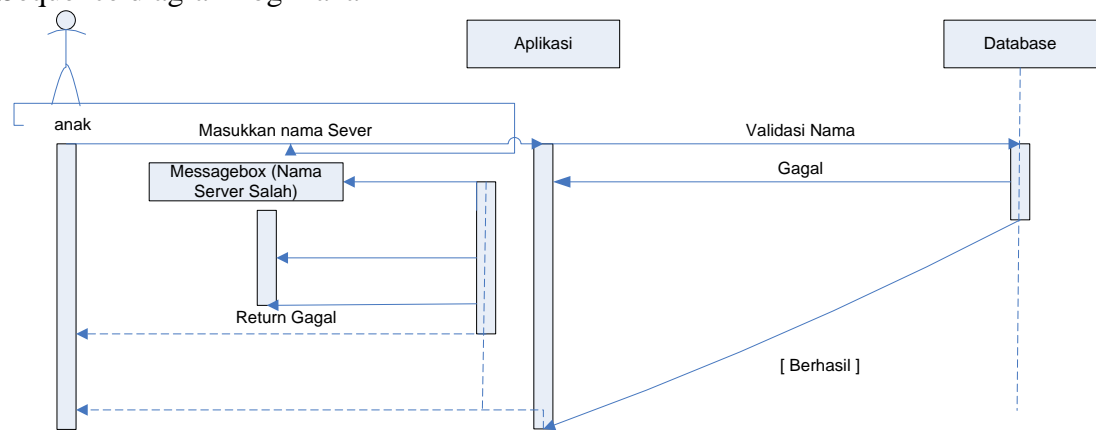 Aplikasi
Database
anak
Masukkan nama Sever
Validasi Nama
Messagebox (Nama
Server Salah)
Gagal
Return Gagal
[ Berhasil ]